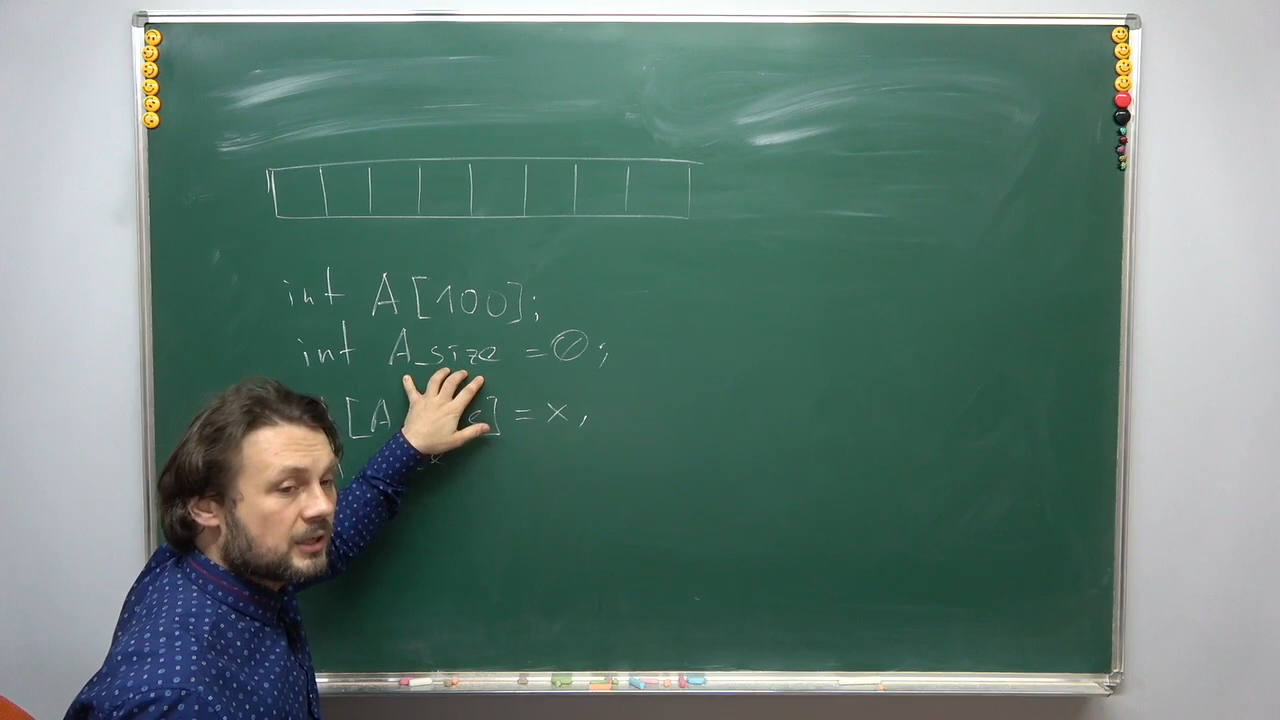 int A[100];
int A_size = 0;
[A e] = x;